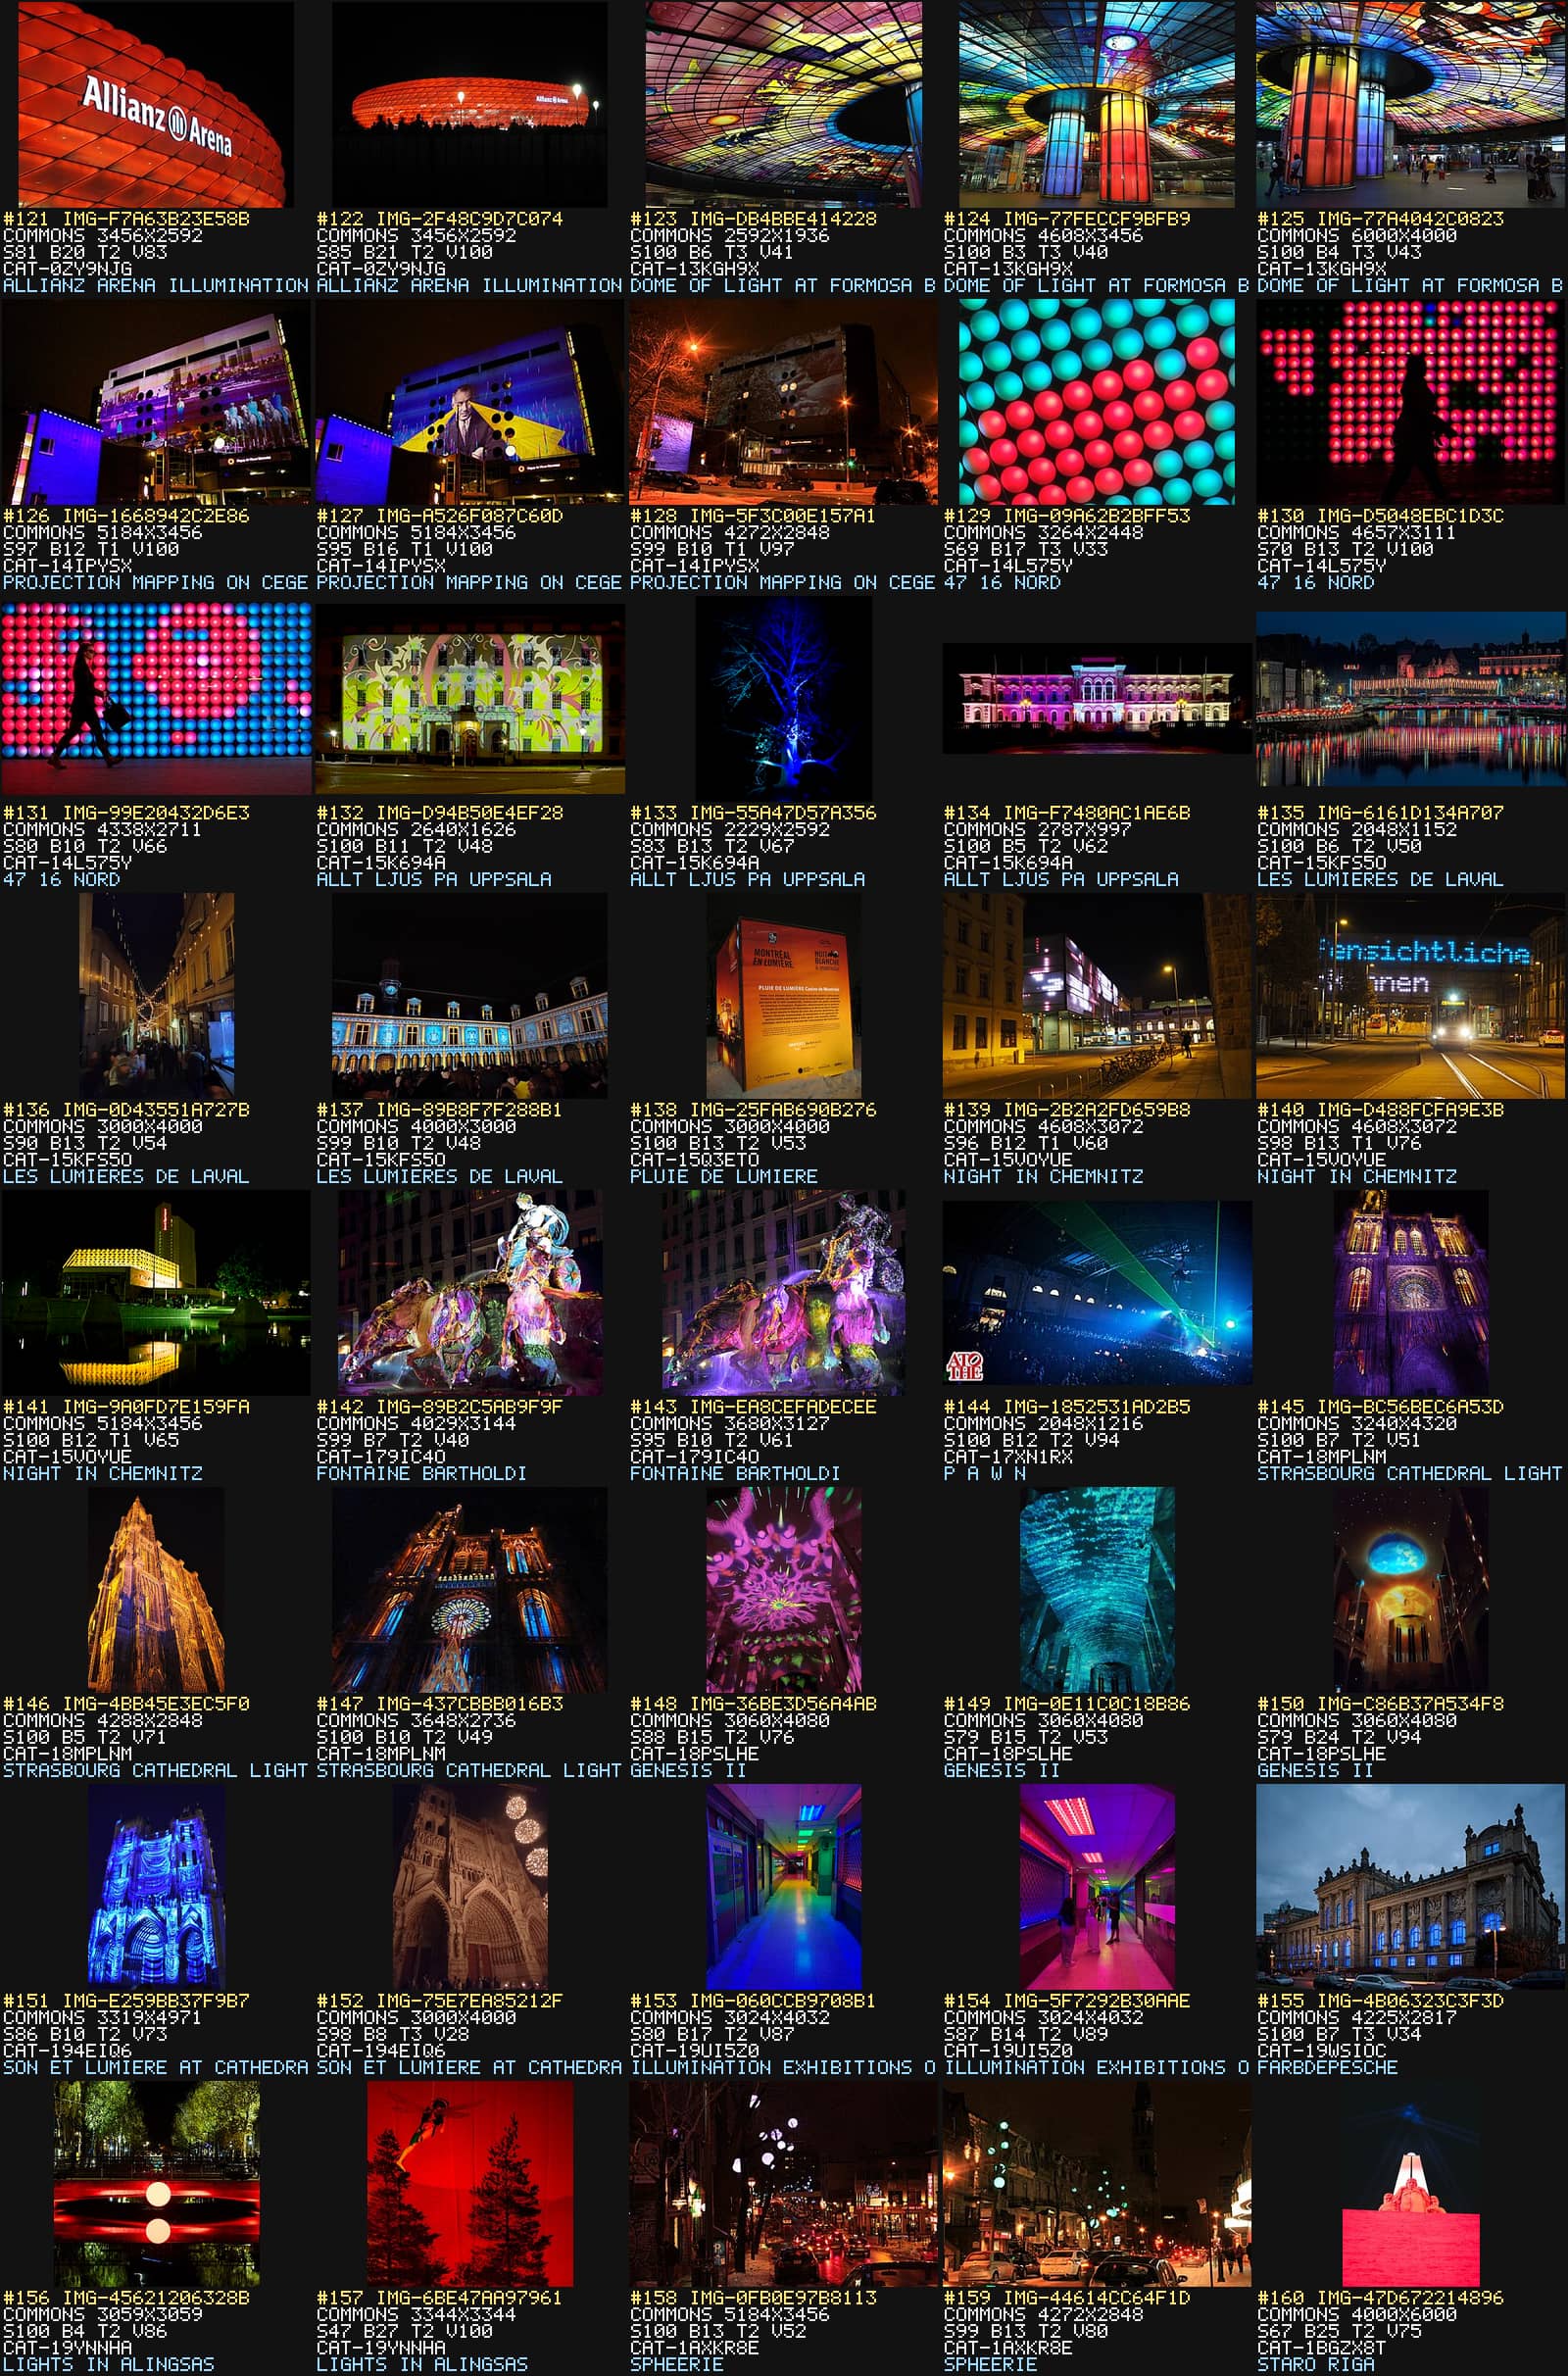 Allianz Arena
Allianz Arena
#121 IMG-F7A63B23E58B
COMMONS 3456X2592
S81 B20 T2 V83
CAT-0ZY9NJG
ALLIANZ ARENA ILLUMINATION
#122 IMG-2F48C9D7C074
COMMONS 3456X2592
S85 B21 T2 V100
CAT-0ZY9NJG
ALLIANZ ARENA ILLUMINATION
#123 IMG-DB4BBE414228
COMMONS 2592X1936
S100 B6 T3 V41
CAT-13KGH9X
DOME OF LIGHT AT FORMOSA B
#124 IMG-77FECCF9BFB9
COMMONS 4608X3456
S100 B3 T3 V40
CAT-13KGH9X
DOME OF LIGHT AT FORMOSA B
#125 IMG-77A4042C0823
COMMONS 6000X4000
S100 B4 T3 V43
CAT-13KGH9X
DOME OF LIGHT AT FORMOSA B
#126 IMG-1668942C2E86
COMMONS 5184X3456
S97 B12 T1 V100
CAT-14IPYSX
PROJECTION MAPPING ON CEGE
#127 IMG-A526F087C60D
COMMONS 5184X3456
S95 B16 T1 V100
CAT-14IPYSX
PROJECTION MAPPING ON CEGE
#128 IMG-5F3C00E157A1
COMMONS 4272X2848
S99 B10 T1 V97
CAT-14IPYSX
PROJECTION MAPPING ON CEGE
#129 IMG-09A62B2BFF53
COMMONS 3264X2448
S69 B17 T3 V33
CAT-14L575Y
47 16 NORD
#130 IMG-D5048EBC1D3C
COMMONS 4657X3111
S70 B13 T2 V100
CAT-14L575Y
47 16 NORD
#131 IMG-99E20432D6E3
COMMONS 4338X2711
S80 B10 T2 V66
CAT-14L575Y
47 16 NORD
#132 IMG-D94B50E4EF28
COMMONS 2640X1626
S100 B11 T2 V48
CAT-15K694A
ALLT LJUS PA UPPSALA
#133 IMG-55A47D57A356
COMMONS 2229X2592
S83 B13 T2 V67
CAT-15K694A
ALLT LJUS PA UPPSALA
#134 IMG-F7480AC1AE6B
COMMONS 2787X997
S100 B5 T2 V62
CAT-15K694A
ALLT LJUS PA UPPSALA
#135 IMG-6161D134A707
COMMONS 2048X1152
S100 B6 T2 V50
CAT-15KFS5O
LES LUMIERES DE LAVAL
MONTRÉAL
EN LUMIÈRE
NUIT
BLANCHE
PLUIE DE LUMIÈRE
ensichtliche
nnen
#136 IMG-0D43551A727B
COMMONS 3000X4000
S90 B13 T2 V54
CAT-15KFS5O
LES LUMIERES DE LAVAL
#137 IMG-89B8F7F288B1
COMMONS 4000X3000
S99 B10 T2 V48
CAT-15KFS5O
LES LUMIERES DE LAVAL
#138 IMG-25FAB690B276
COMMONS 3000X4000
S100 B13 T2 V53
CAT-15Q3ETO
PLUIE DE LUMIERE
#139 IMG-2B2A2FD659B8
COMMONS 4608X3072
S96 B12 T1 V60
CAT-15VOYUE
NIGHT IN CHEMNITZ
#140 IMG-D488FCFA9E3B
COMMONS 4608X3072
S98 B13 T1 V76
CAT-15VOYUE
NIGHT IN CHEMNITZ
ATO
THE
#141 IMG-9A0FD7E159FA
COMMONS 5184X3456
S100 B12 T1 V65
CAT-15VOYUE
NIGHT IN CHEMNITZ
#142 IMG-89B2C5AB9F9F
COMMONS 4029X3144
S99 B7 T2 V40
CAT-179IC4O
FONTAINE BARTHOLDI
#143 IMG-EA8CEFADECEE
COMMONS 3680X3127
S95 B10 T2 V61
CAT-179IC4O
FONTAINE BARTHOLDI
#144 IMG-1852531AD2B5
COMMONS 2048X1216
S100 B12 T2 V94
CAT-17XN1RX
P A W N
#145 IMG-BC56BEC6A53D
COMMONS 3240X4320
S100 B7 T2 V51
CAT-18MPLNM
STRASBOURG CATHEDRAL LIGHT
#146 IMG-4BB45E3EC5F0
COMMONS 4288X2848
S100 B5 T2 V71
CAT-18MPLNM
STRASBOURG CATHEDRAL LIGHT
#147 IMG-437CBBB016B3
COMMONS 3648X2736
S100 B10 T2 V49
CAT-18MPLNM
STRASBOURG CATHEDRAL LIGHT
#148 IMG-36BE3D56A4AB
COMMONS 3060X4080
S88 B15 T2 V76
CAT-18PSLHE
GENESIS II
#149 IMG-0E11C0C18B86
COMMONS 3060X4080
S79 B15 T2 V53
CAT-18PSLHE
GENESIS II
#150 IMG-C86B37A534F8
COMMONS 3060X4080
S79 B24 T2 V94
CAT-18PSLHE
GENESIS II
#151 IMG-E259BB37F9B7
COMMONS 3319X4971
S86 B10 T2 V73
CAT-194EIQ6
SON ET LUMIERE AT CATHEDRA
#152 IMG-75E7EA85212F
COMMONS 3000X4000
S98 B8 T3 V28
CAT-194EIQ6
SON ET LUMIERE AT CATHEDRA
#153 IMG-060CCB9708B1
COMMONS 3024X4032
S80 B17 T2 V87
CAT-19UI5Z0
ILLUMINATION EXHIBITIONS O
#154 IMG-5F7292B30AAE
COMMONS 3024X4032
S87 B14 T2 V89
CAT-19UI5Z0
ILLUMINATION EXHIBITIONS O
#155 IMG-4B06323C3F3D
COMMONS 4225X2817
S100 B7 T3 V34
CAT-19WSIOC
FARBDEPESCHE
#156 IMG-45621206328B
COMMONS 3059X3059
S100 B4 T2 V86
CAT-19YNNHA
LIGHTS IN ALINGSAS
#157 IMG-6BE47AA97961
COMMONS 3344X3344
S47 B27 T2 V100
CAT-19YNNHA
LIGHTS IN ALINGSAS
#158 IMG-0FB0E97B8113
COMMONS 5184X3456
S100 B13 T2 V52
CAT-1AXKR8E
SPHEERIE
#159 IMG-44614CC64F1D
COMMONS 4272X2848
S99 B13 T2 V80
CAT-1AXKR8E
SPHEERIE
#160 IMG-47D672214896
COMMONS 4000X6000
S67 B25 T2 V75
CAT-1BGZX8T
STARO RIGA